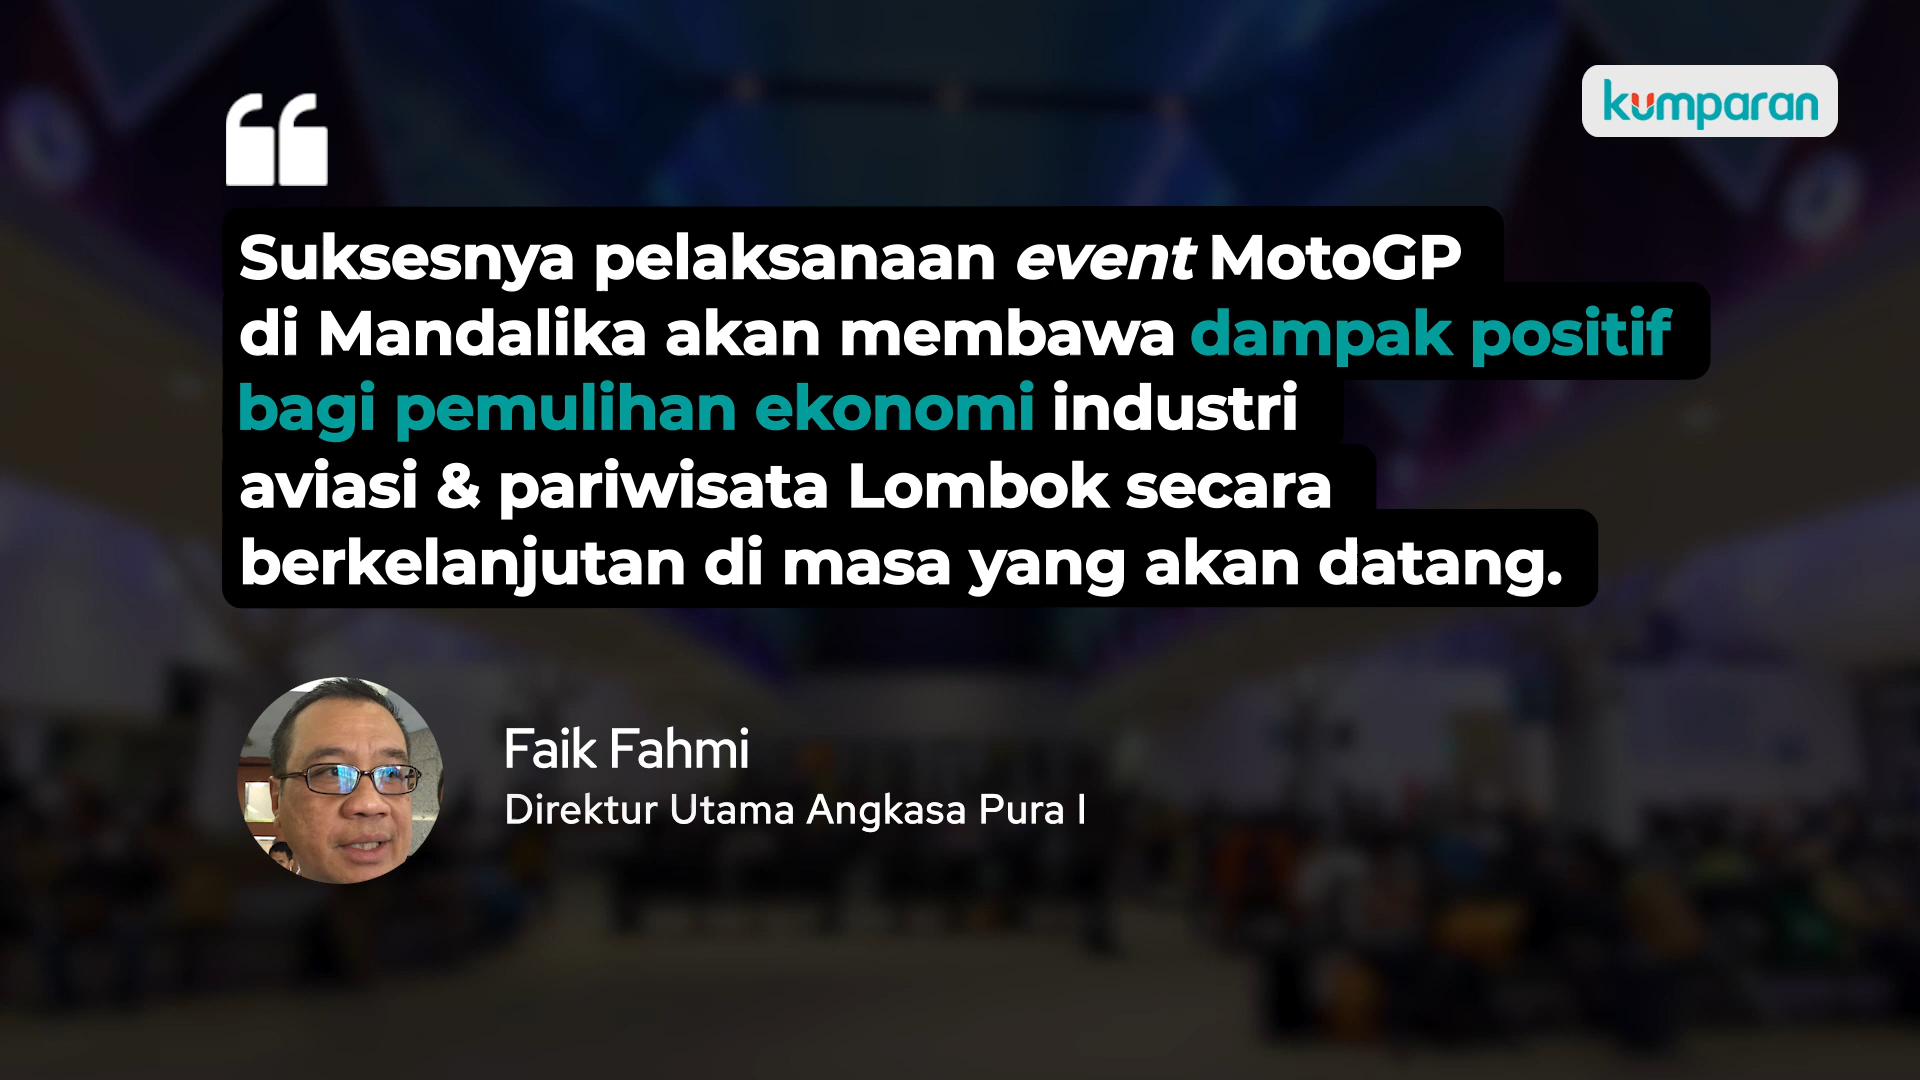 kumparan
Suksesnya pelaksanaan event MotoGP
di Mandalika akan membawa dampak positif
bagi pemulihan ekonomi industri
aviasi & pariwisata Lombok secara
berkelanjutan di masa yang akan datang.
Faik Fahmi
Direktur Utama Angkasa Pura I